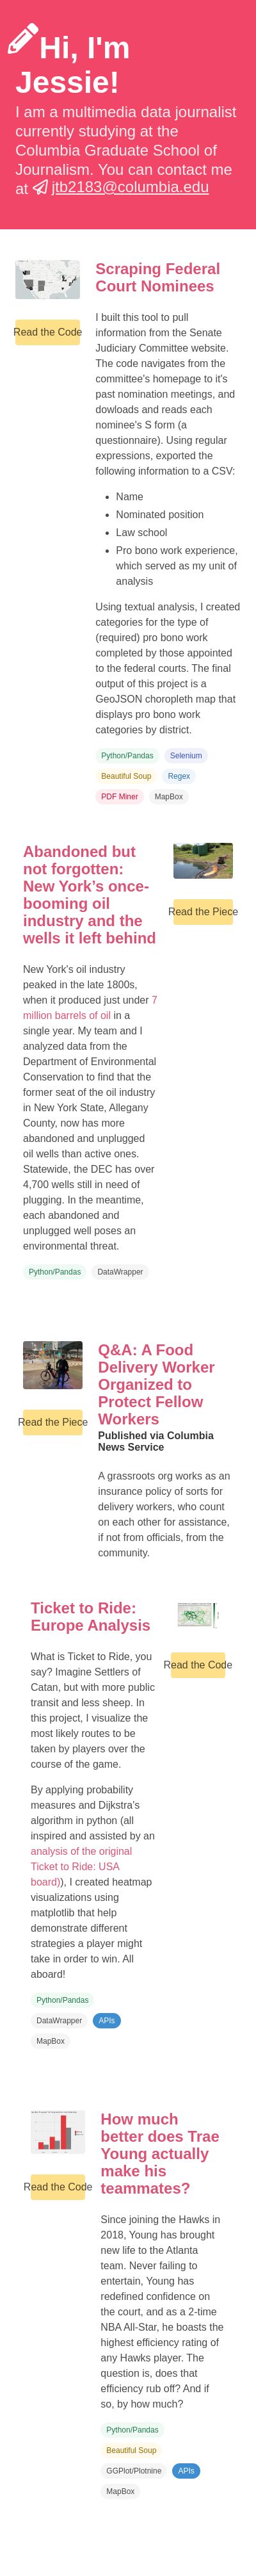 Hi, I'm
Jessie!
I am a multimedia data journalist
currently studying at the
Columbia Graduate School of
Journalism. You can contact me
at jtb2183@columbia.edu
Scraping Federal
Court Nominees
Read the Code
I built this tool to pull
information from the Senate
Judiciary Committee website.
The code navigates from the
committee's homepage to it's
past nomination meetings, and
dowloads and reads each
nominee's S form (a
questionaire). Using regular
expressions, exported the
following information to a CSV:
Name
Nominated position
Law school
Pro bono work experience,
which served as my unit of
analysis
Using textual analysis, I created
categories for the type of
(required) pro bono work
completed by those appointed
to the federal courts. The final
output of this project is a
GeoJSON choropleth map that
displays pro bono work
categories by district.
Python/Pandas Selenium
Beautiful Soup Regex
PDF Miner MapBox
Abandoned but
not forgotten:
New York’s once-
booming oil
industry and the
wells it left behind
Read the Piece
New York's oil industry
peaked in the late 1800s,
when it produced just under 7
million barrels of oil in a
single year. My team and I
analyzed data from the
Department of Environmental
Conservation to find that the
former seat of the oil industry
in New York State, Allegany
County, now has more
abandoned and unplugged
oil wells than active ones.
Statewide, the DEC has over
4,700 wells still in need of
plugging. In the meantime,
each abandoned and
unplugged well poses an
environmental threat.
Python/Pandas DataWrapper
Q&A: A Food
Delivery Worker
Organized to
Protect Fellow
Workers
Published via Columbia
News Service
Read the Piece
A grassroots org works as an
insurance policy of sorts for
delivery workers, who count
on each other for assistance,
if not from officials, from the
community.
Ticket to Ride:
Europe Analysis
Read the Code
What is Ticket to Ride, you
say? Imagine Settlers of
Catan, but with more public
transit and less sheep. In
this project, I visualize the
most likely routes to be
taken by players over the
course of the game.
By applying probability
measures and Dijkstra's
algorithm in python (all
inspired and assisted by an
analysis of the original
Ticket to Ride: USA
board)), I created heatmap
visualizations using
matplotlib that help
demonstrate different
strategies a player might
take in order to win. All
aboard!
Python/Pandas
DataWrapper APIs
MapBox
How much
better does Trae
Young actually
make his
teammates?
Read the Code
Since joining the Hawks in
2018, Young has brought
new life to the Atlanta
team. Never failing to
entertain, Young has
redefined confidence on
the court, and as a 2-time
NBA All-Star, he boasts the
highest efficiency rating of
any Hawks player. The
question is, does that
efficiency rub off? And if
so, by how much?
Python/Pandas
Beautiful Soup
GGPlot/Plotnine APIs
MapBox